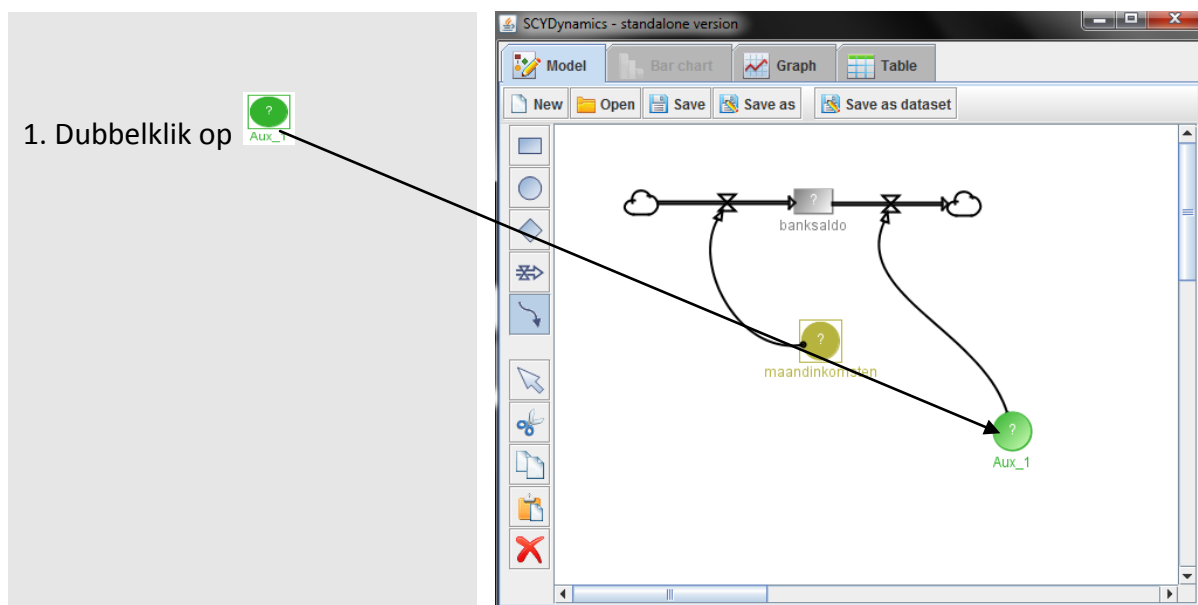 1. Dubbelklik op
?
Aux_1
SCYDynamics - standalone version
Model Bar chart Graph Table
New Open Save Save as Save as dataset
?
banksaldo
?
maandinkomsten
?
Aux_1